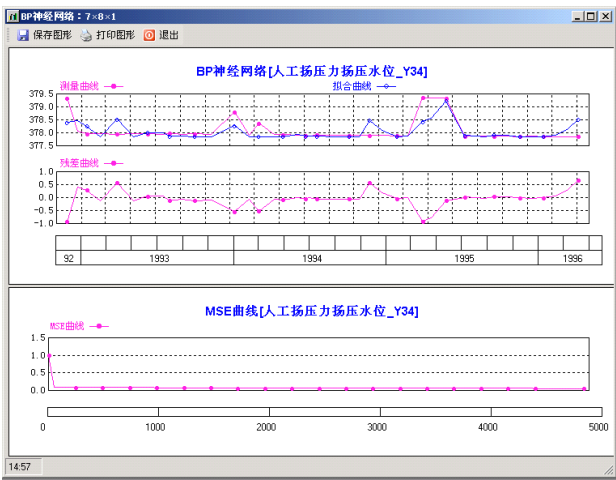 BP神经网络：7×8×1
保存图形 打印图形 退出
BP神经网络[人工扬压力扬压水位_Y34]
测量曲线 拟合曲线
379.5
379.0
378.5
378.0
377.5
残差曲线
1.0
0.5
0.0
-0.5
-1.0
92 1993 1994 1995 1996
MSE曲线[人工扬压力扬压水位_Y34]
MSE曲线
1.5
1.0
0.5
0.0
0 1000 2000 3000 4000 5000
14:57